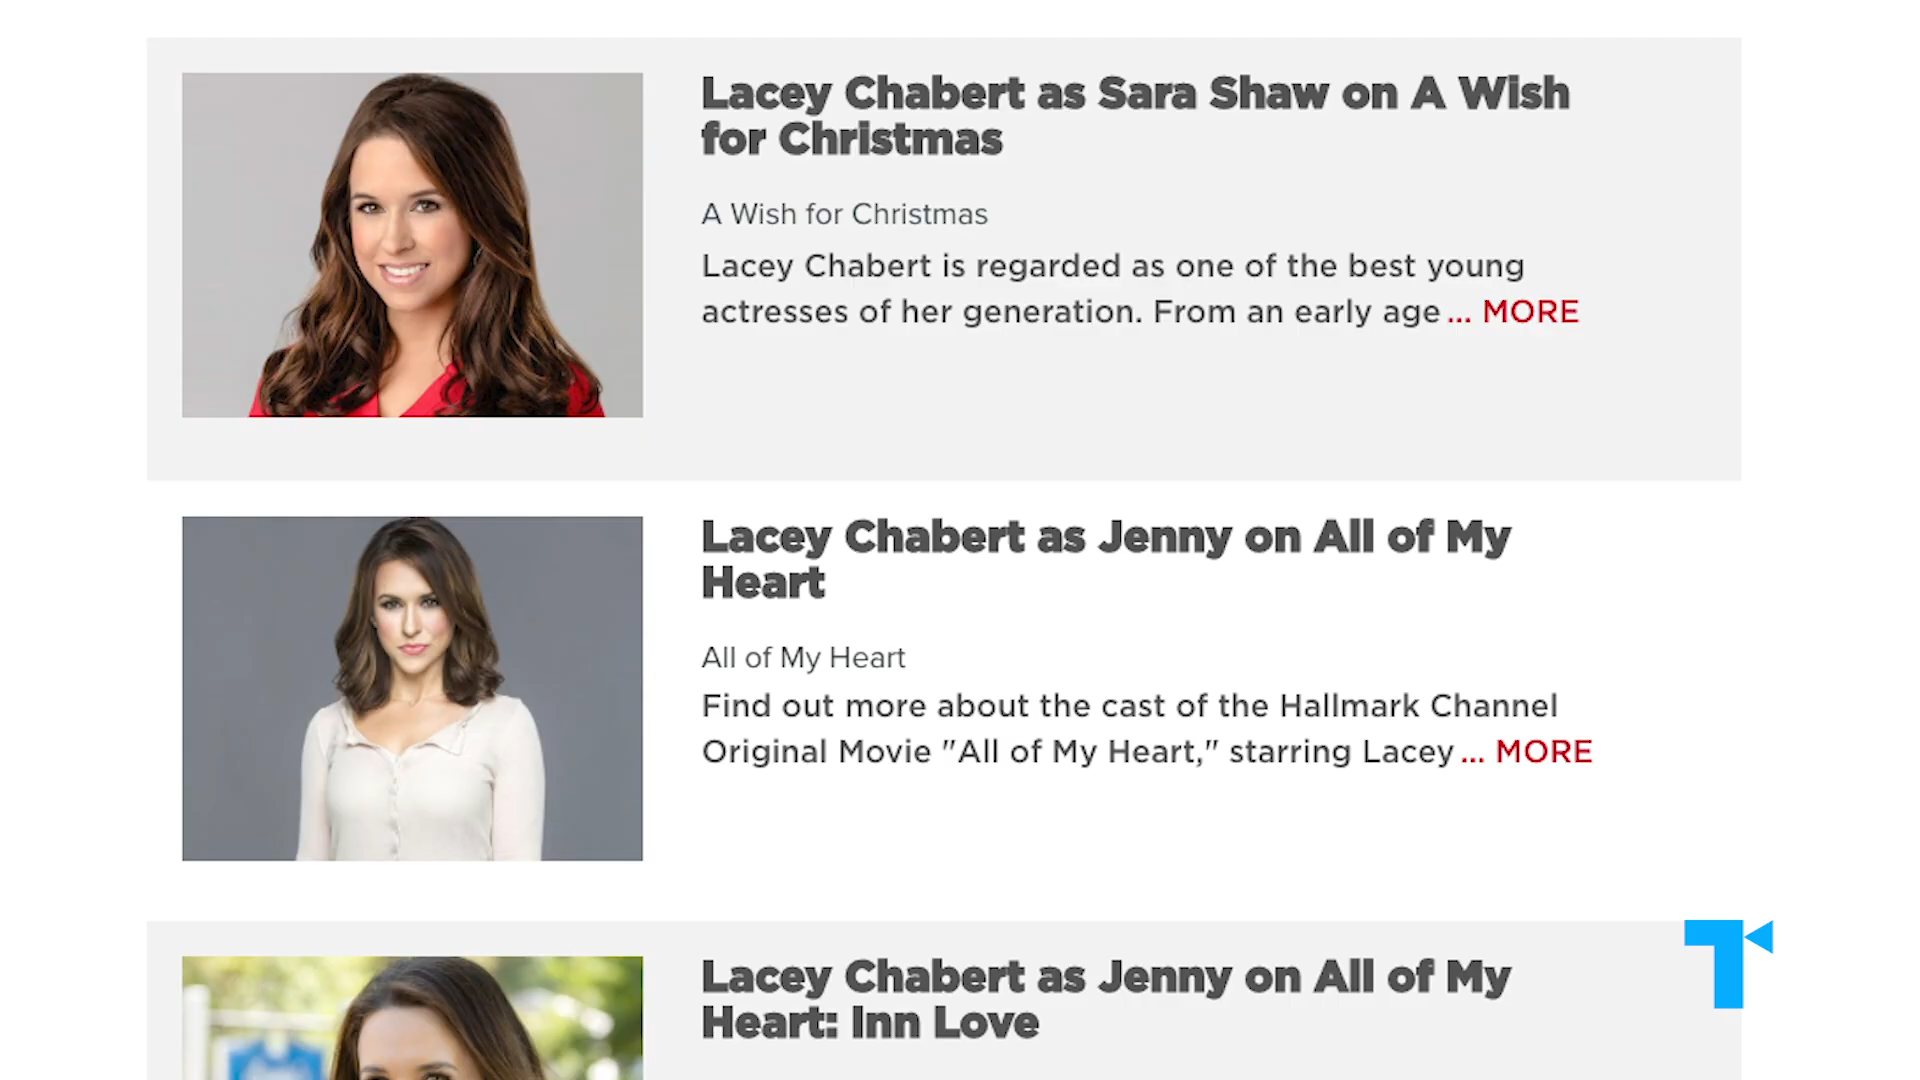 Lacey Chabert as Sara Shaw on A Wish
for Christmas
A Wish for Christmas
Lacey Chabert is regarded as one of the best young
actresses of her generation. From an early age ... MORE
Lacey Chabert as Jenny on All of My
Heart
All of My Heart
Find out more about the cast of the Hallmark Channel
Original Movie "All of My Heart," starring Lacey ... MORE
Lacey Chabert as Jenny on All of My
Heart: Inn Love